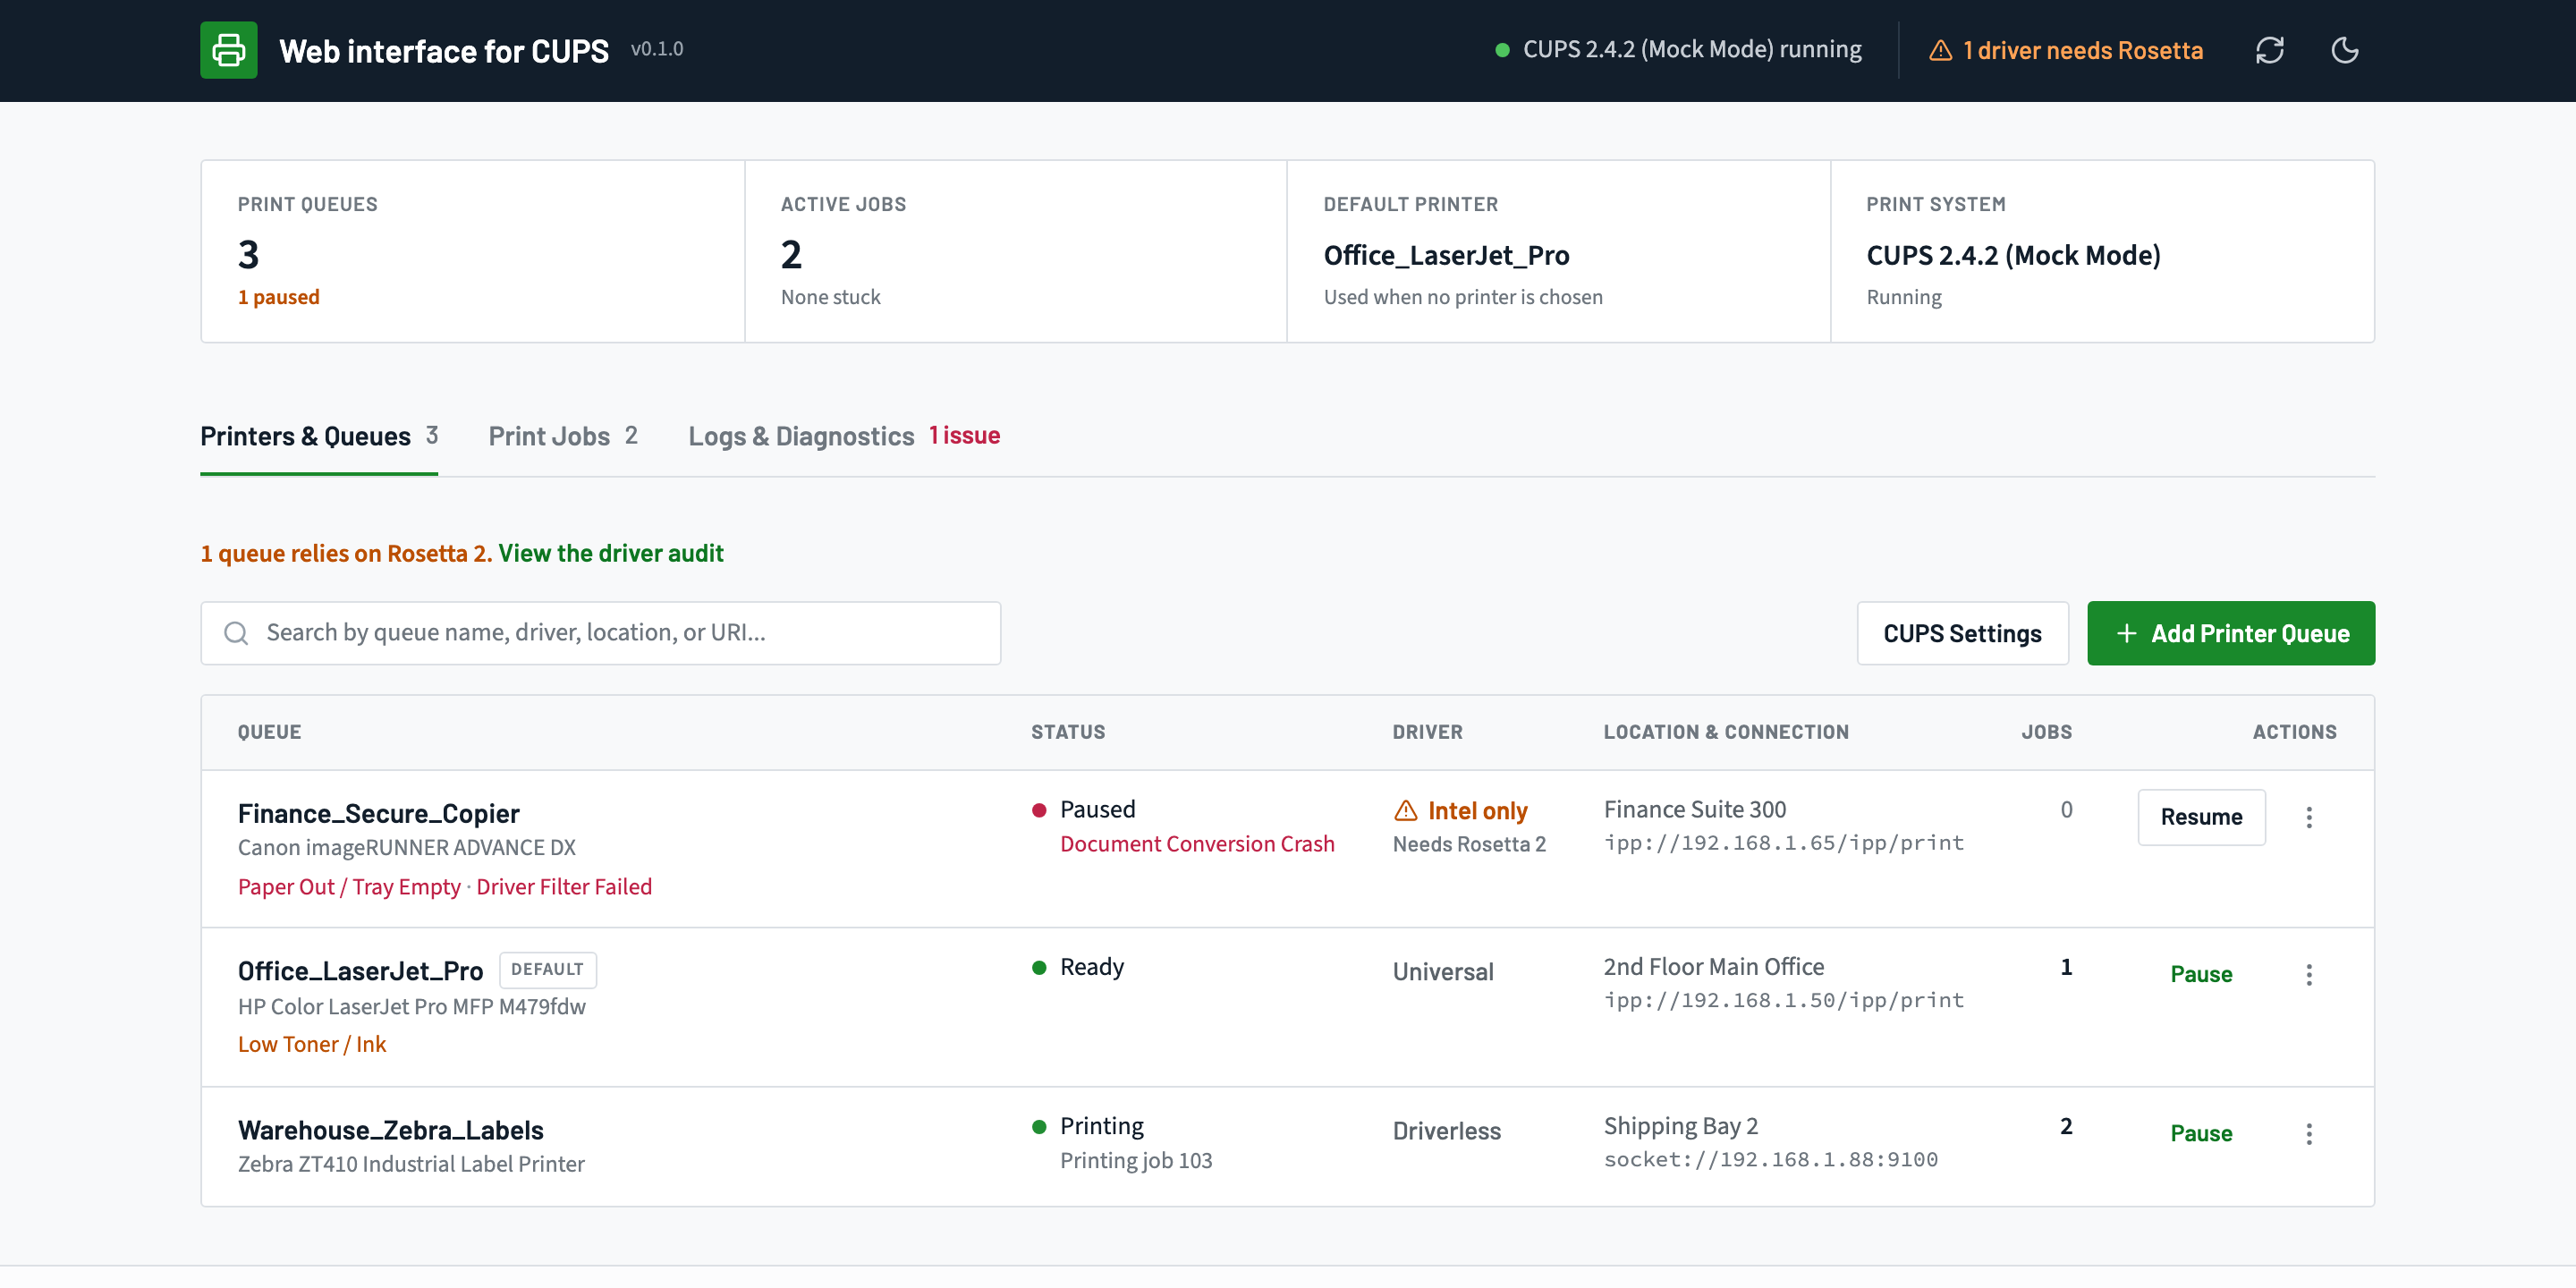 Web interface for CUPS v0.1.0
CUPS 2.4.2 (Mock Mode) running
1 driver needs Rosetta
PRINT QUEUES
3
1 paused
ACTIVE JOBS
2
None stuck
DEFAULT PRINTER
Office_LaserJet_Pro
Used when no printer is chosen
PRINT SYSTEM
CUPS 2.4.2 (Mock Mode)
Running
Printers & Queues 3
Print Jobs 2
Logs & Diagnostics 1 issue
1 queue relies on Rosetta 2. View the driver audit
Search by queue name, driver, location, or URI...
CUPS Settings
+ Add Printer Queue
QUEUE STATUS DRIVER LOCATION & CONNECTION JOBS ACTIONS
Finance_Secure_Copier
Canon imageRUNNER ADVANCE DX
Paper Out / Tray Empty · Driver Filter Failed
Paused
Document Conversion Crash
Intel only
Needs Rosetta 2
Finance Suite 300
ipp://192.168.1.65/ipp/print
0
Resume
Office_LaserJet_Pro DEFAULT
HP Color LaserJet Pro MFP M479fdw
Low Toner / Ink
Ready
Universal
2nd Floor Main Office
ipp://192.168.1.50/ipp/print
1
Pause
Warehouse_Zebra_Labels
Zebra ZT410 Industrial Label Printer
Printing
Printing job 103
Driverless
Shipping Bay 2
socket://192.168.1.88:9100
2
Pause